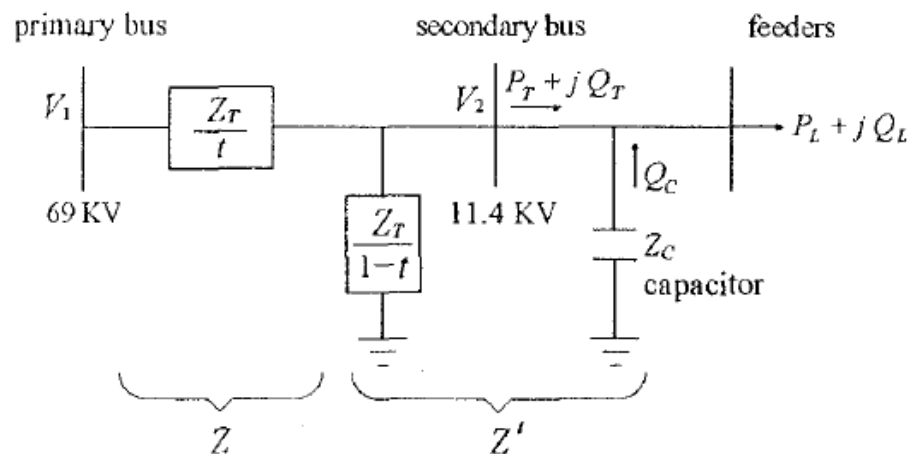 primary bus
secondary bus
feeders
V₁
Z_T
t
V₂
P_T + j Q_T
P_L + j Q_L
69 KV
Z_T
1−t
11.4 KV
Q_C
Z_C
capacitor
Z
Z'